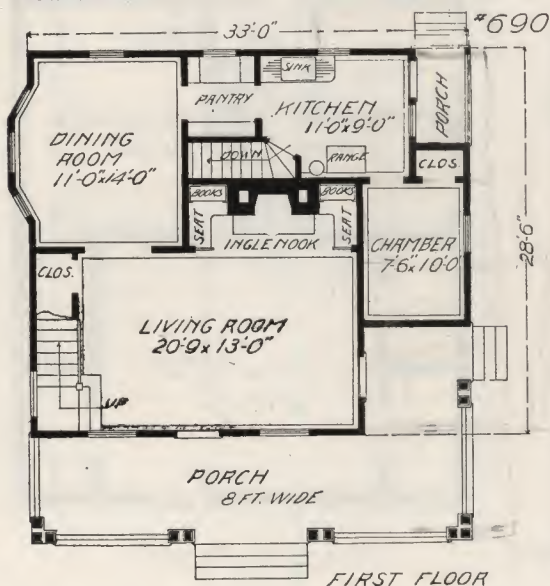 33'-0"
#690
SINK
PANTRY
KITCHEN
11'-0"x9'-0"
PORCH
DINING
ROOM
11'-0"x14'-0"
DOWN
RANGE
CLOS.
BOOKS
BOOKS
SEAT
SEAT
INGLE NOOK
CHAMBER
7'-6"x10'-0"
28'-6"
CLOS.
LIVING ROOM
20'-9x13'-0"
UP
PORCH
8 FT. WIDE
FIRST FLOOR